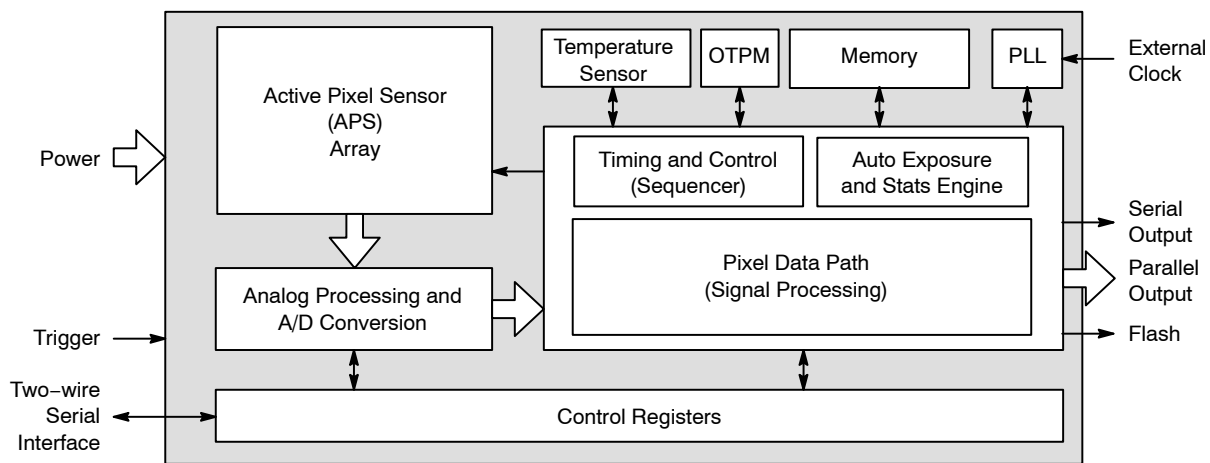 Active Pixel Sensor
(APS)
Array
Temperature
Sensor
OTPM
Memory
PLL
External
Clock
Power
Timing and Control
(Sequencer)
Auto Exposure
and Stats Engine
Serial
Output
Pixel Data Path
(Signal Processing)
Parallel
Output
Analog Processing and
A/D Conversion
Trigger
Flash
Two−wire
Serial
Interface
Control Registers